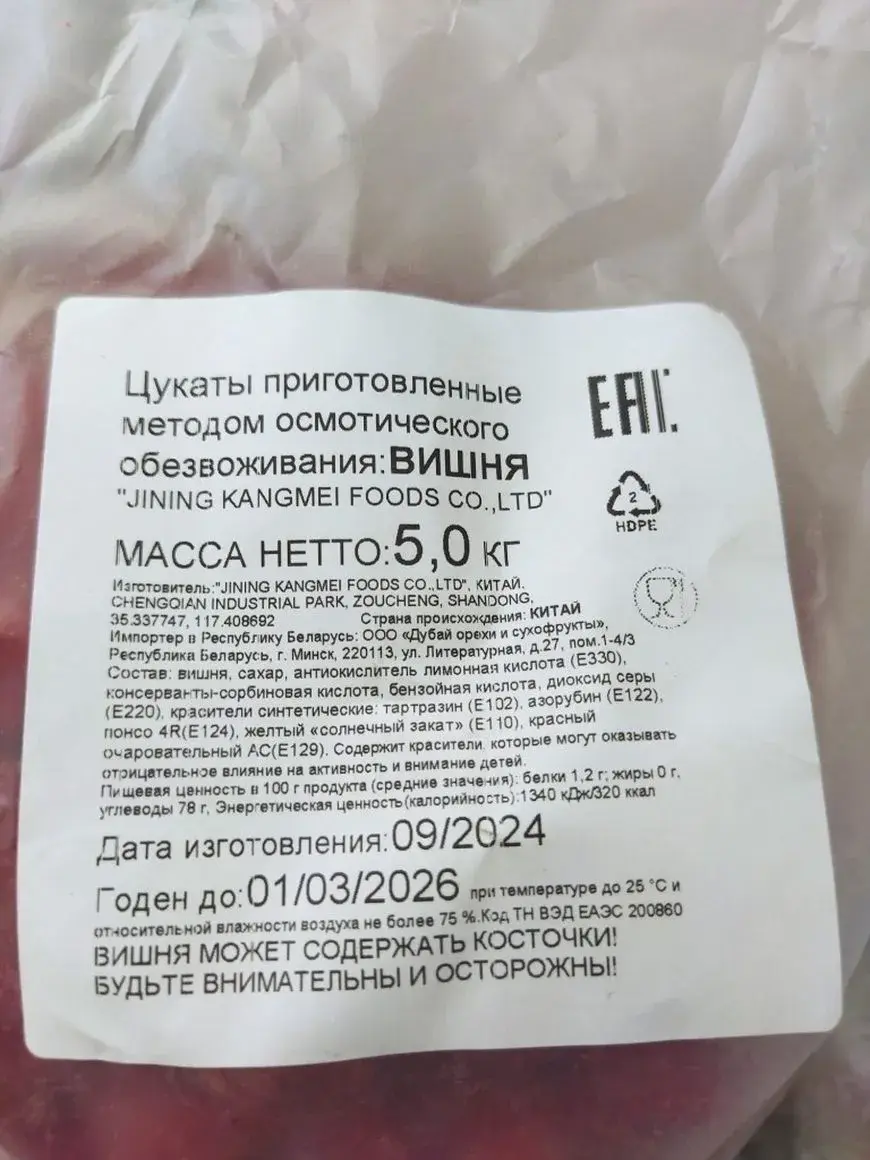 Цукаты приготовленные
методом осмотического
обезвоживания:ВИШНЯ
"JINING KANGMEI FOODS CO.,LTD"
МАССА НЕТТО:5,0 кг
EAC
2
HDPE
Изготовитель:"JINING KANGMEI FOODS CO.,LTD", КИТАЙ.
CHENGQIAN INDUSTRIAL PARK, ZOUCHENG, SHANDONG,
35.337747, 117.408692 Страна происхождения: КИТАЙ
Импортер в Республику Беларусь: ООО «Дубай орехи и сухофрукты»,
Республика Беларусь, г. Минск, 220113, ул. Литературная, д.27, пом.1-4/3
Состав: вишня, сахар, антиокислитель лимонная кислота (Е330),
консерванты-сорбиновая кислота, бензойная кислота, диоксид серы
(Е220), красители синтетические: тартразин (Е102), азорубин (Е122),
понсо 4R(Е124), желтый «солнечный закат» (Е110), красный
очаровательный АС(Е129). Содержит красители, которые могут оказывать
отрицательное влияние на активность и внимание детей.
Пищевая ценность в 100 г продукта (средние значения): белки 1,2 г; жиры 0 г,
углеводы 78 г, Энергетическая ценность(калорийность):1340 кДж/320 ккал
Дата изготовления:09/2024
Годен до:01/03/2026 при температуре до 25 °С и
относительной влажности воздуха не более 75 %.Код ТН ВЭД ЕАЭС 200860
ВИШНЯ МОЖЕТ СОДЕРЖАТЬ КОСТОЧКИ!
БУДЬТЕ ВНИМАТЕЛЬНЫ И ОСТОРОЖНЫ!